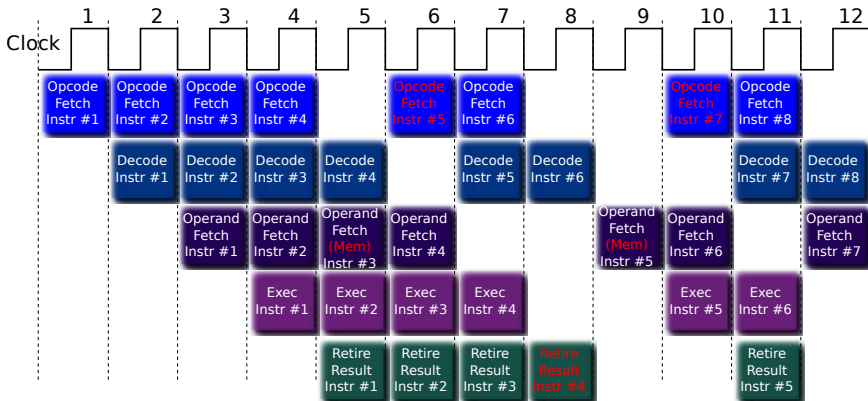 1 2 3 4 5 6 7 8 9 10 11 12
Clock
Opcode
Fetch
Instr #1
Opcode
Fetch
Instr #2
Opcode
Fetch
Instr #3
Opcode
Fetch
Instr #4
Opcode
Fetch
Instr #5
Opcode
Fetch
Instr #6
Opcode
Fetch
Instr #7
Opcode
Fetch
Instr #8
Decode
Instr #1
Decode
Instr #2
Decode
Instr #3
Decode
Instr #4
Decode
Instr #5
Decode
Instr #6
Decode
Instr #7
Decode
Instr #8
Operand
Fetch
Instr #1
Operand
Fetch
Instr #2
Operand
Fetch
(Mem)
Instr #3
Operand
Fetch
Instr #4
Operand
Fetch
(Mem)
Instr #5
Operand
Fetch
Instr #6
Operand
Fetch
Instr #7
Exec
Instr #1
Exec
Instr #2
Exec
Instr #3
Exec
Instr #4
Exec
Instr #5
Exec
Instr #6
Retire
Result
Instr #1
Retire
Result
Instr #2
Retire
Result
Instr #3
Retire
Result
Instr #4
Retire
Result
Instr #5